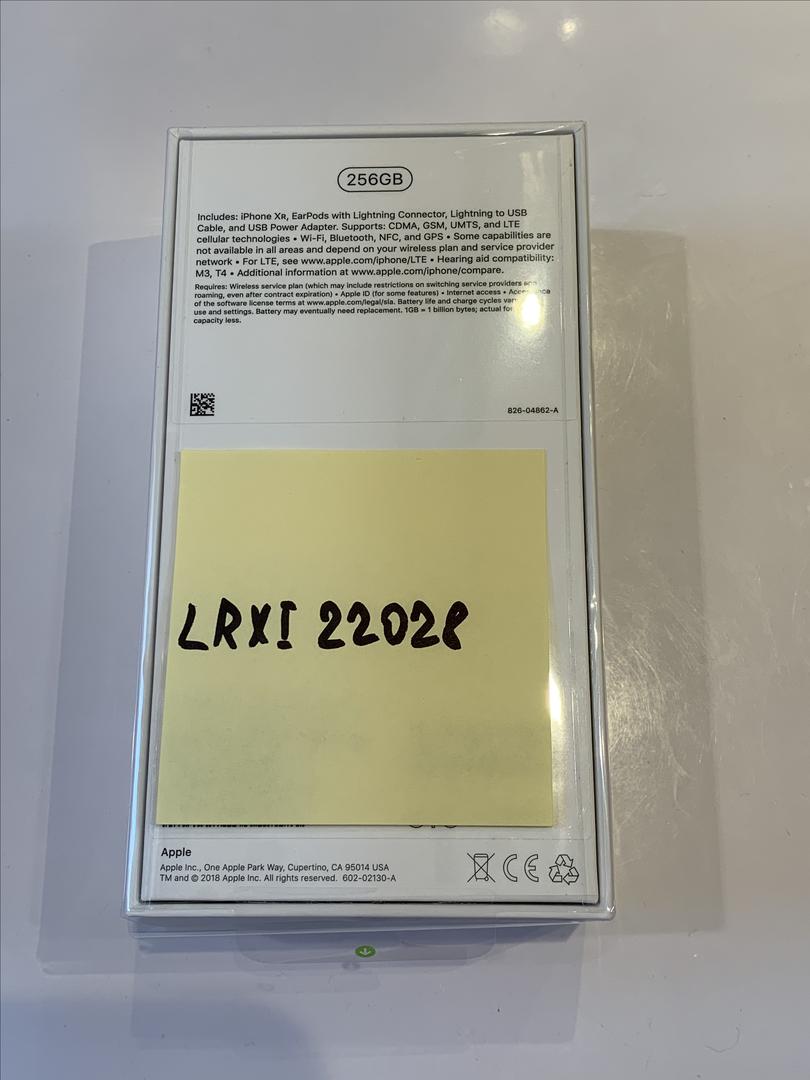 256GB
Includes: iPhone XR, EarPods with Lightning Connector, Lightning to USB
Cable, and USB Power Adapter. Supports: CDMA, GSM, UMTS, and LTE
cellular technologies • Wi-Fi, Bluetooth, NFC, and GPS • Some capabilities are
not available in all areas and depend on your wireless plan and service provider
network • For LTE, see www.apple.com/iphone/LTE • Hearing aid compatibility:
M3, T4 • Additional information at www.apple.com/iphone/compare.
Requires: Wireless service plan (which may include restrictions on switching service providers and
roaming, even after contract expiration) • Apple ID (for some features) • Internet access •
of the software license terms at www.apple.com/legal/sla. Battery life and charge cycles vary
use and settings. Battery may eventually need replacement. 1GB = 1 billion bytes; actual
capacity less.
826-04862-A
LRXI 22028
Apple
Apple Inc., One Apple Park Way, Cupertino, CA 95014 USA
TM and © 2018 Apple Inc. All rights reserved. 602-02130-A